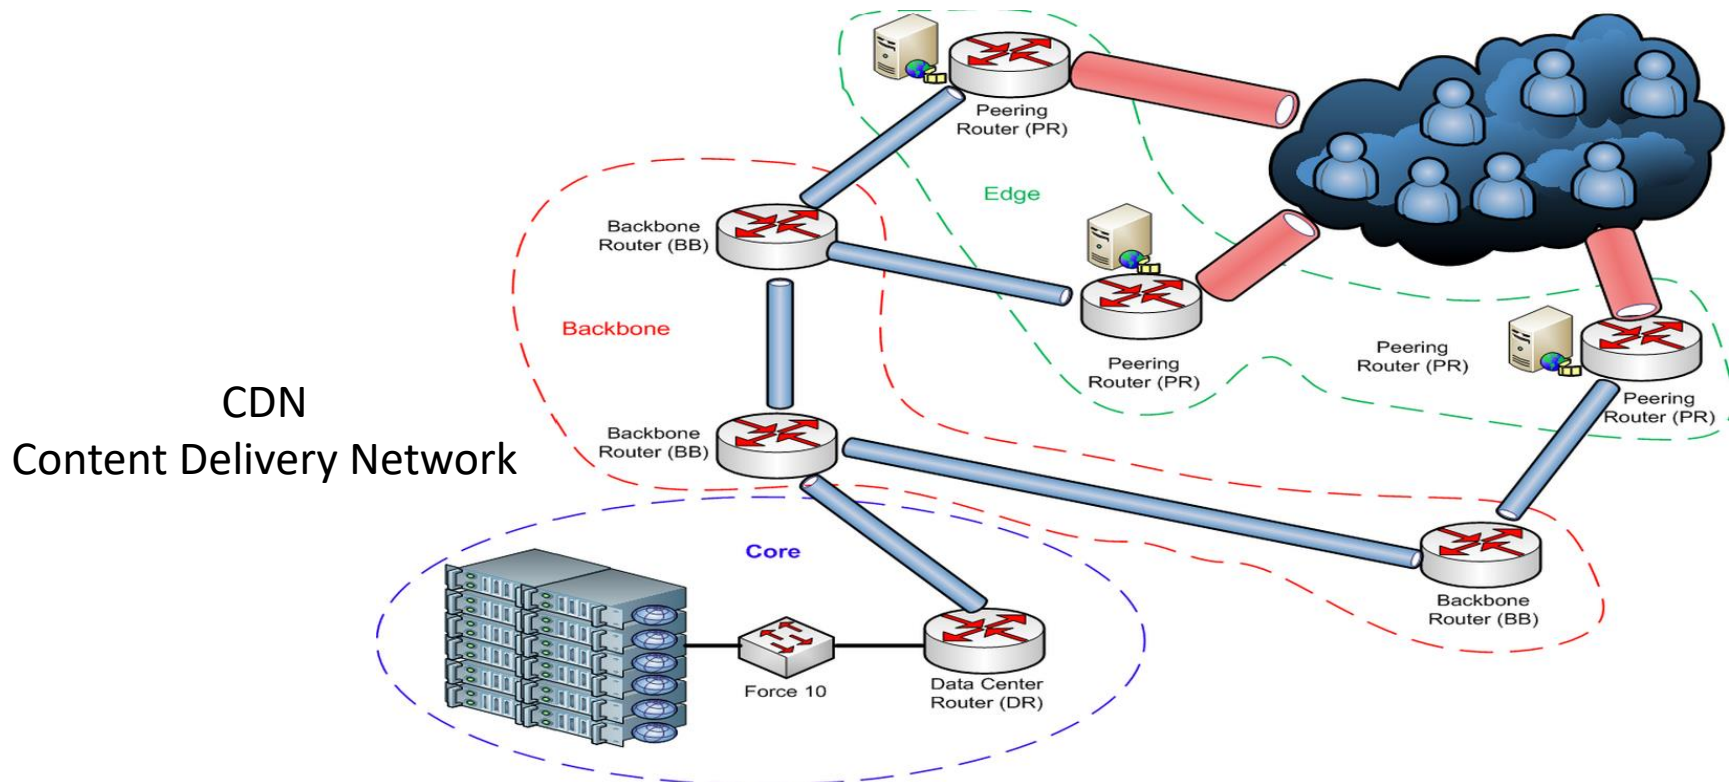 Peering
Router (PR)
Edge
Backbone
Router (BB)
Backbone
Peering
Router (PR)
Peering
Router (PR)
Peering
Router (PR)
CDN
Content Delivery Network
Backbone
Router (BB)
Core
Backbone
Router (BB)
Force 10
Data Center
Router (DR)